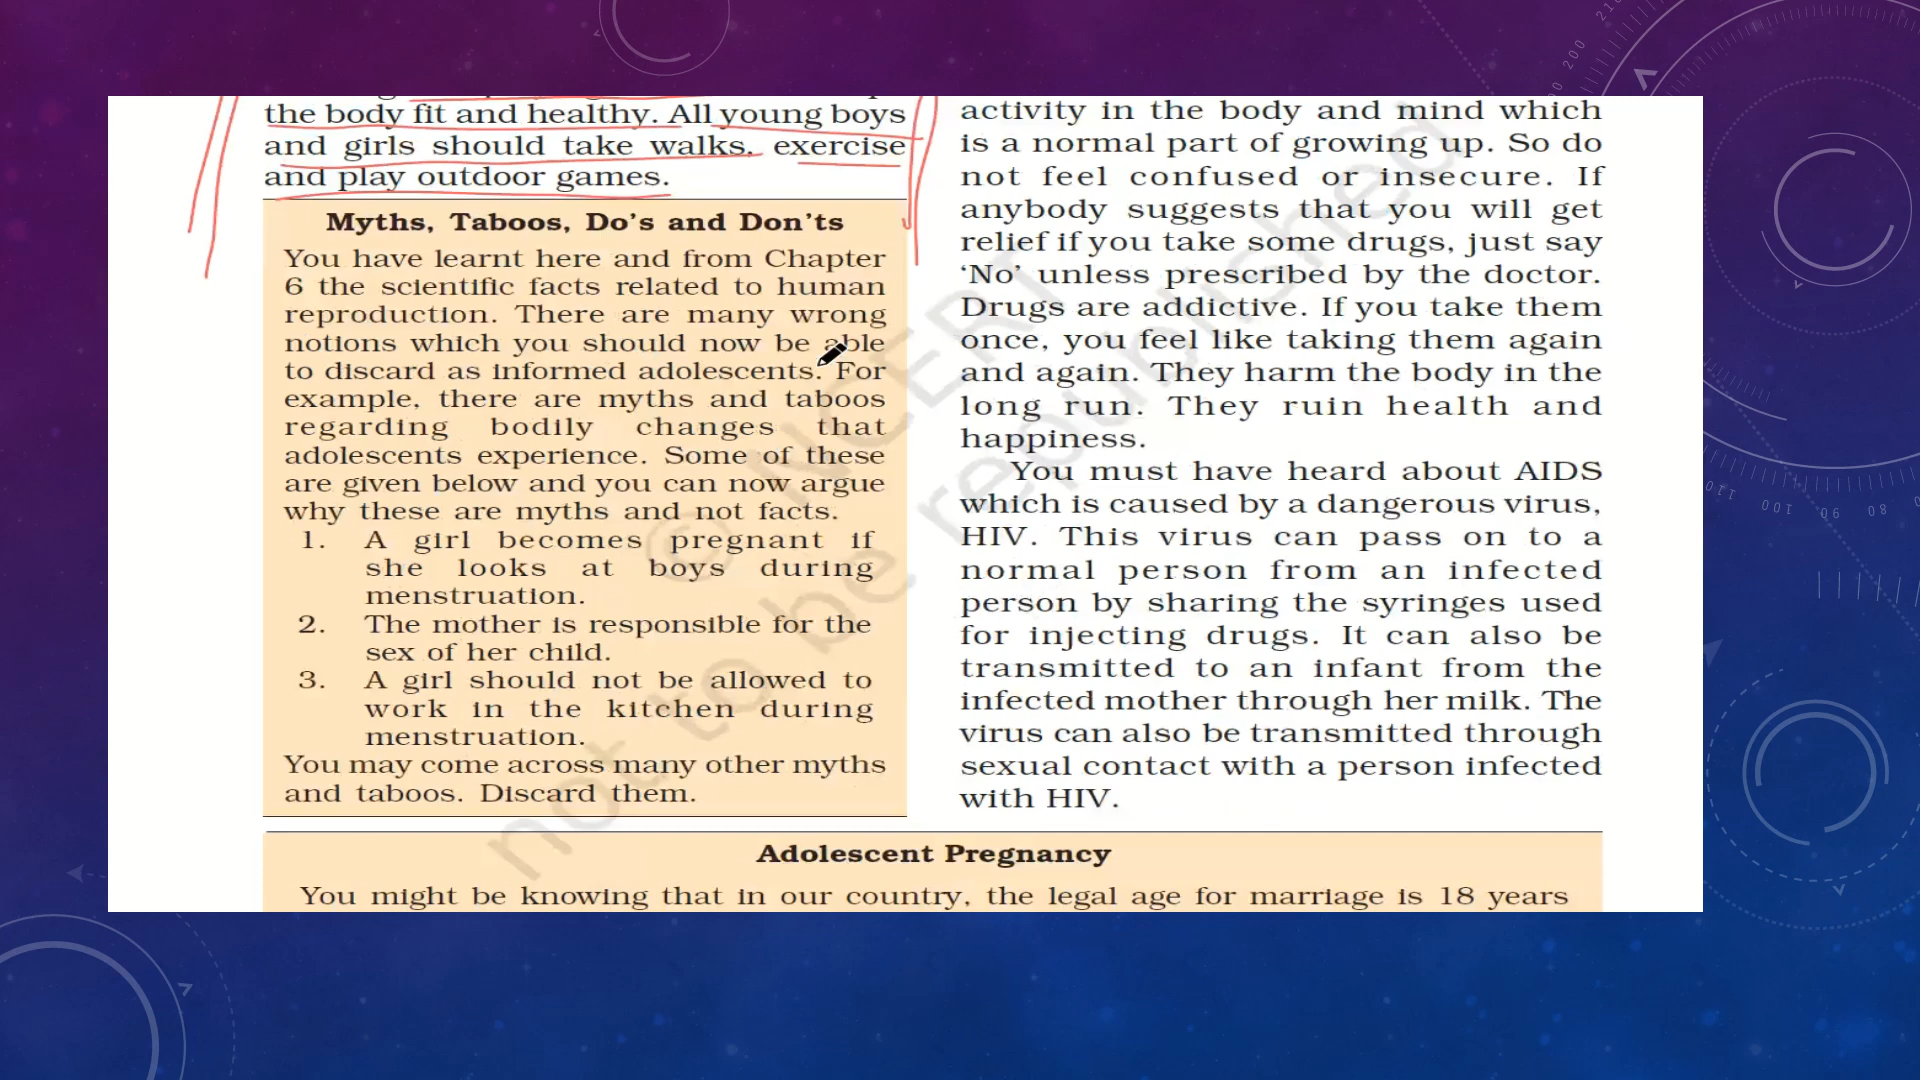 the body fit and healthy. All young boys
and girls should take walks, exercise
and play outdoor games.
Myths, Taboos, Do's and Don'ts
You have learnt here and from Chapter
6 the scientific facts related to human
reproduction. There are many wrong
notions which you should now be able
to discard as informed adolescents. For
example, there are myths and taboos
regarding bodily changes that
adolescents experience. Some of these
are given below and you can now argue
why these are myths and not facts.
1. A girl becomes pregnant if
she looks at boys during
menstruation.
2. The mother is responsible for the
sex of her child.
3. A girl should not be allowed to
work in the kitchen during
menstruation.
You may come across many other myths
and taboos. Discard them.
activity in the body and mind which
is a normal part of growing up. So do
not feel confused or insecure. If
anybody suggests that you will get
relief if you take some drugs, just say
‘No’ unless prescribed by the doctor.
Drugs are addictive. If you take them
once, you feel like taking them again
and again. They harm the body in the
long run. They ruin health and
happiness.
You must have heard about AIDS
which is caused by a dangerous virus,
HIV. This virus can pass on to a
normal person from an infected
person by sharing the syringes used
for injecting drugs. It can also be
transmitted to an infant from the
infected mother through her milk. The
virus can also be transmitted through
sexual contact with a person infected
with HIV.
Adolescent Pregnancy
You might be knowing that in our country, the legal age for marriage is 18 years
© NCERT
not to be republished
210
200
110
100
90
80